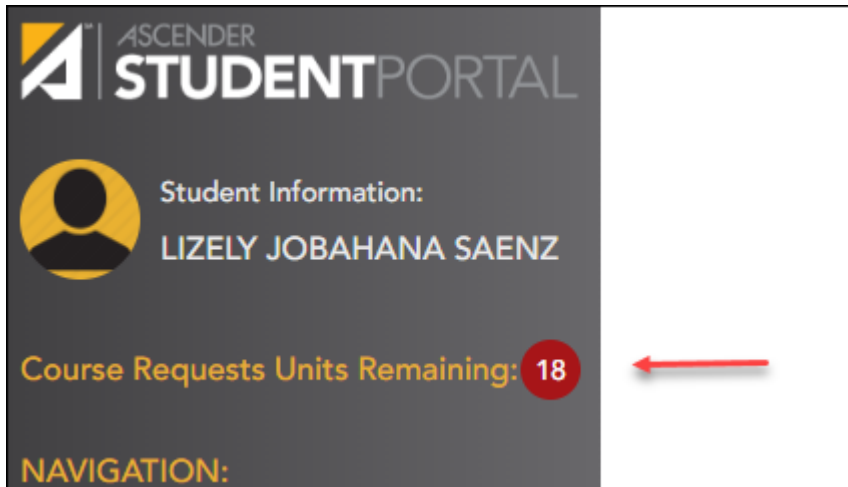 ASCENDER
STUDENTPORTAL
Student Information:
LIZELY JOBAHANA SAENZ
Course Requests Units Remaining: 18
NAVIGATION: